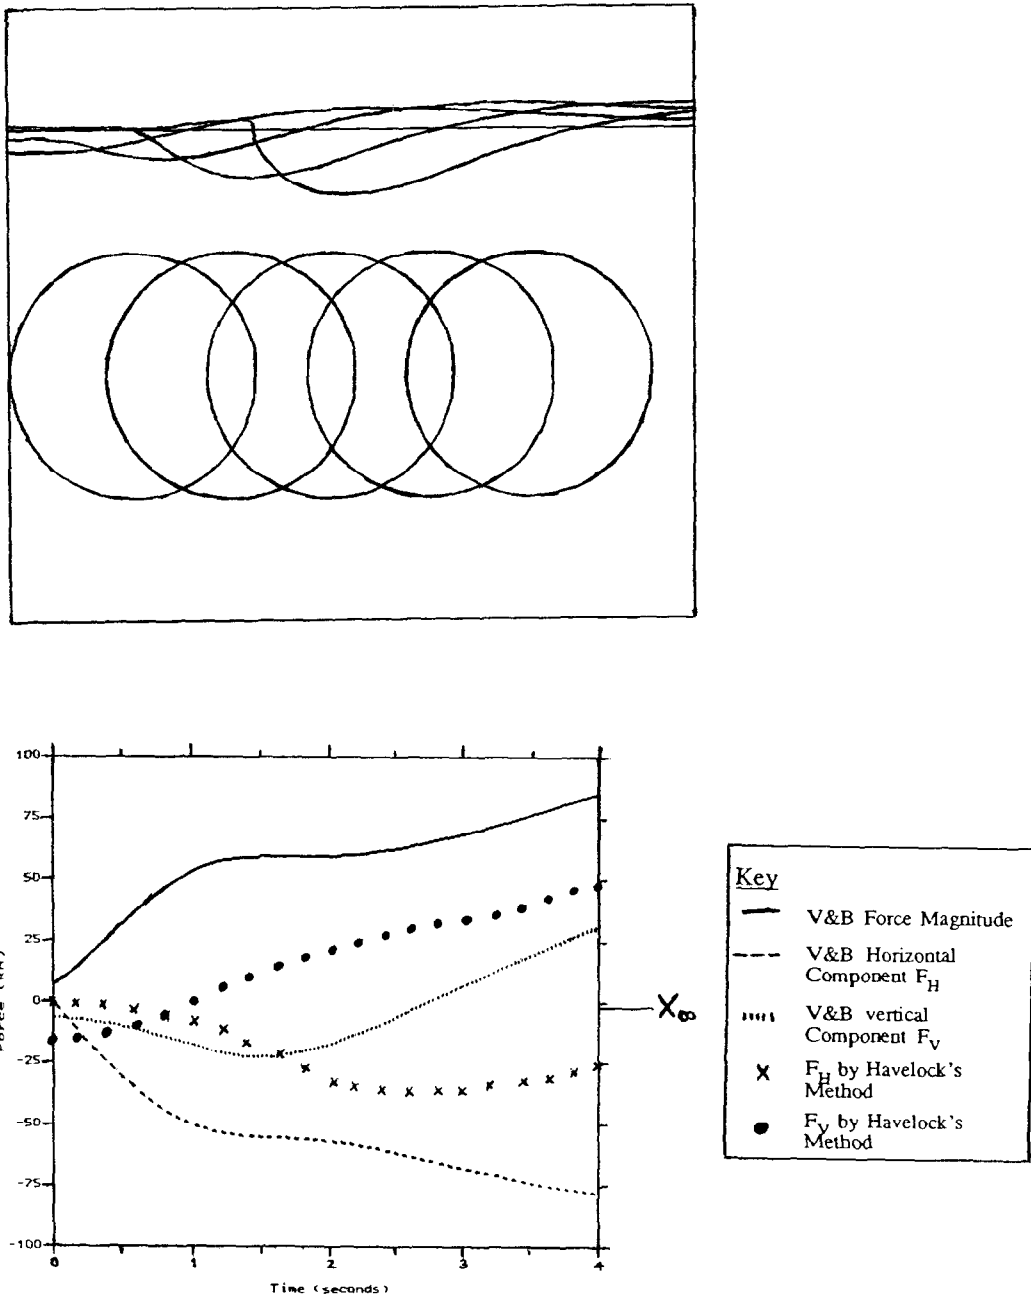 100
75
50
25
0
-25
-50
-75
-100
0 1 2 3 4
Time (seconds)
X∞
Key
V&B Force Magnitude
V&B Horizontal
Component F_H
V&B vertical
Component F_V
F_H by Havelock's
Method
F_V by Havelock's
Method